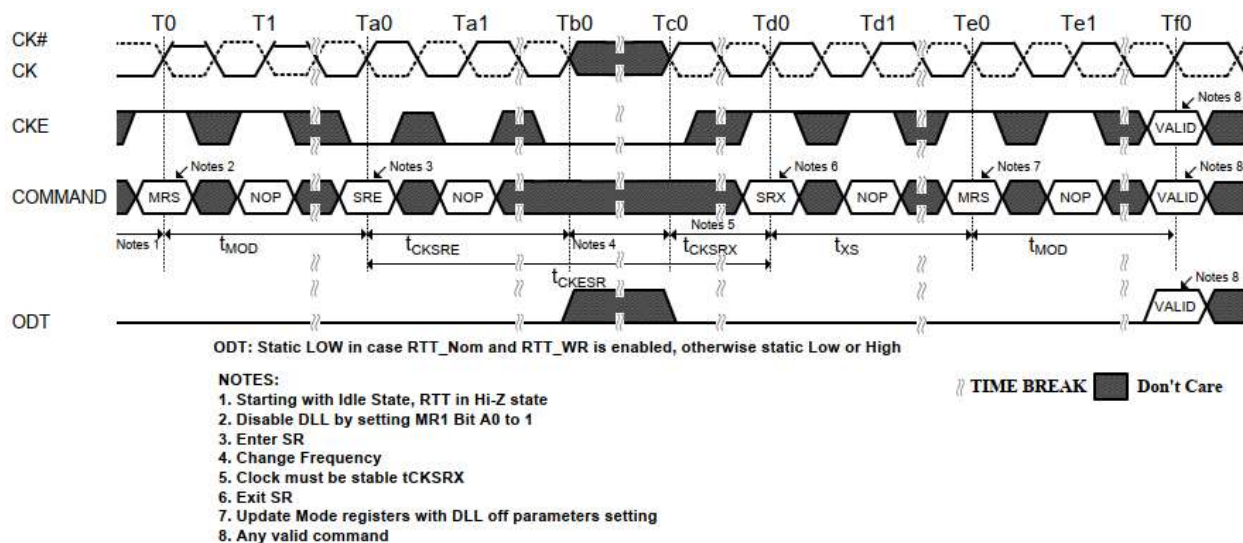 T0 T1 Ta0 Ta1 Tb0 Tc0 Td0 Td1 Te0 Te1 Tf0
CK#
CK
Notes 8
CKE
VALID
Notes 2 Notes 3 Notes 6 Notes 7 Notes 8
COMMAND MRS NOP SRE NOP SRX NOP MRS NOP VALID
Notes 5
Notes 1 tMOD tCKSRE Notes 4 tCKSRX tXS tMOD
tCKESR
Notes 8
ODT
VALID
ODT: Static LOW in case RTT_Nom and RTT_WR is enabled, otherwise static Low or High
NOTES:
1. Starting with Idle State, RTT in Hi-Z state
2. Disable DLL by setting MR1 Bit A0 to 1
3. Enter SR
4. Change Frequency
5. Clock must be stable tCKSRX
6. Exit SR
7. Update Mode registers with DLL off parameters setting
8. Any valid command
TIME BREAK Don't Care